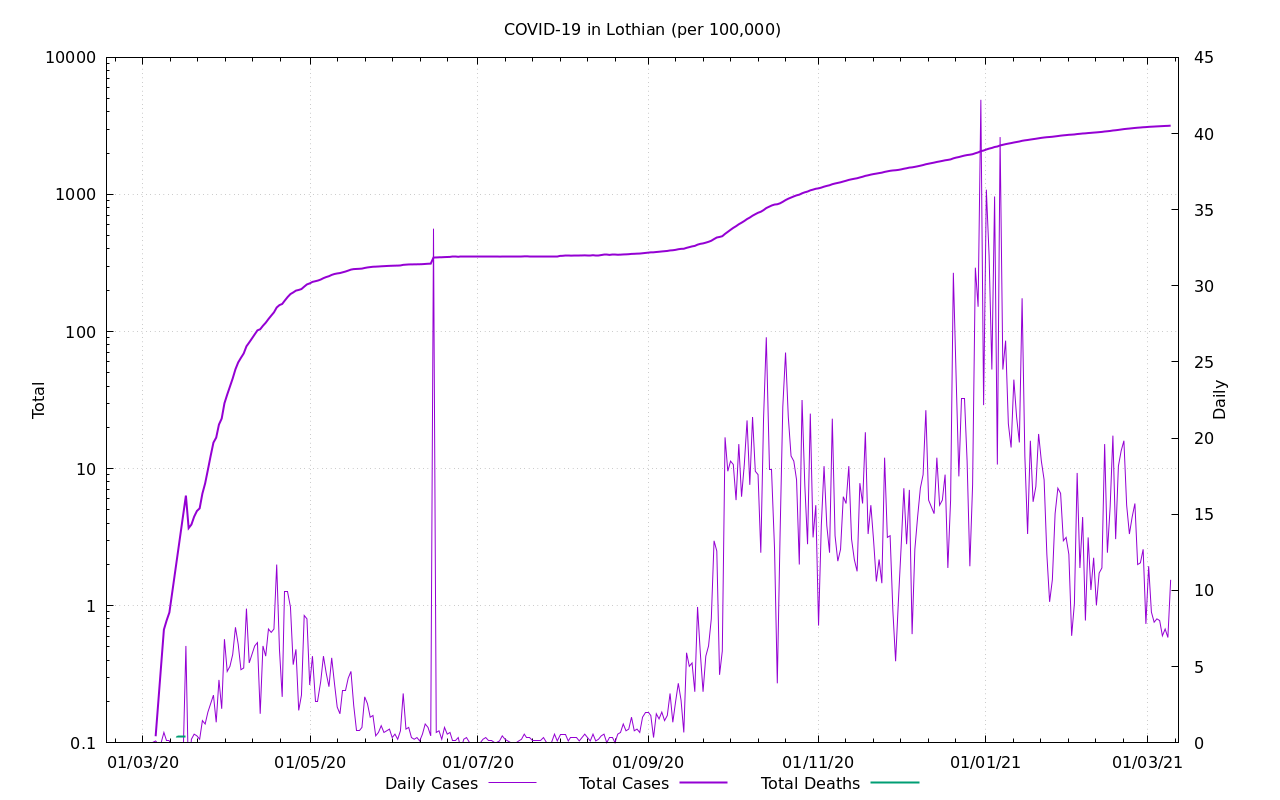 COVID-19 in Lothian (per 100,000)
10000 45
40
1000 35
30
100 25
Total Daily
20
10 15
10
1 5
0.1 0
01/03/20 01/05/20 01/07/20 01/09/20 01/11/20 01/01/21 01/03/21
Daily Cases Total Cases Total Deaths